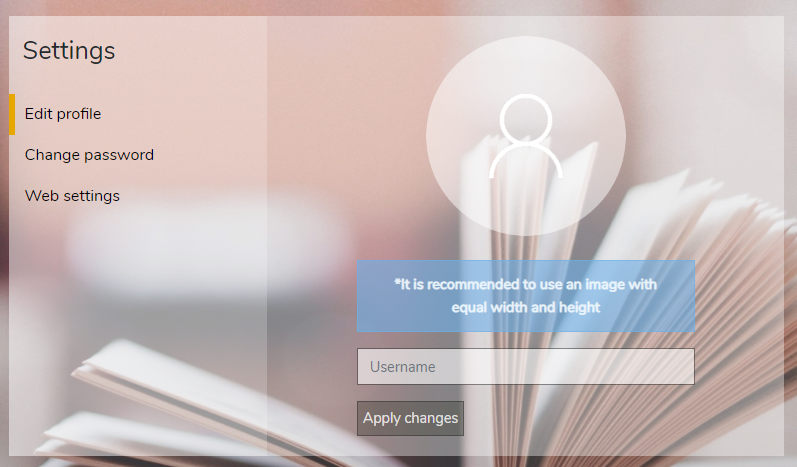 Settings
Edit profile
Change password
Web settings
*It is recommended to use an image with
equal width and height
Username
Apply changes